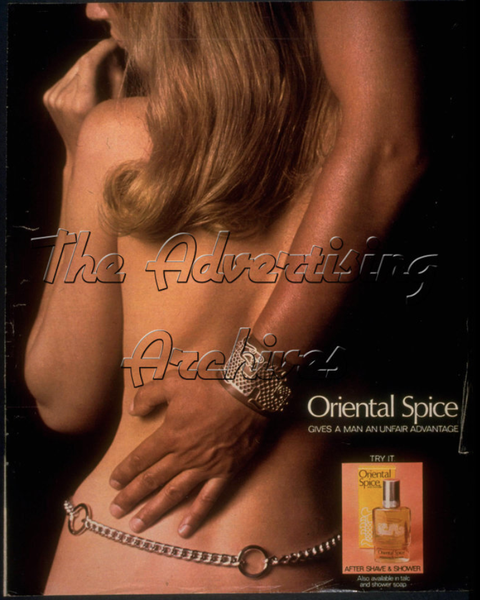 The Advertising
Archives
Oriental Spice
GIVES A MAN AN UNFAIR ADVANTAGE
TRY IT
Oriental
Spice
AFTER SHAVE & SHOWER
Also available in talc
and shower soap.